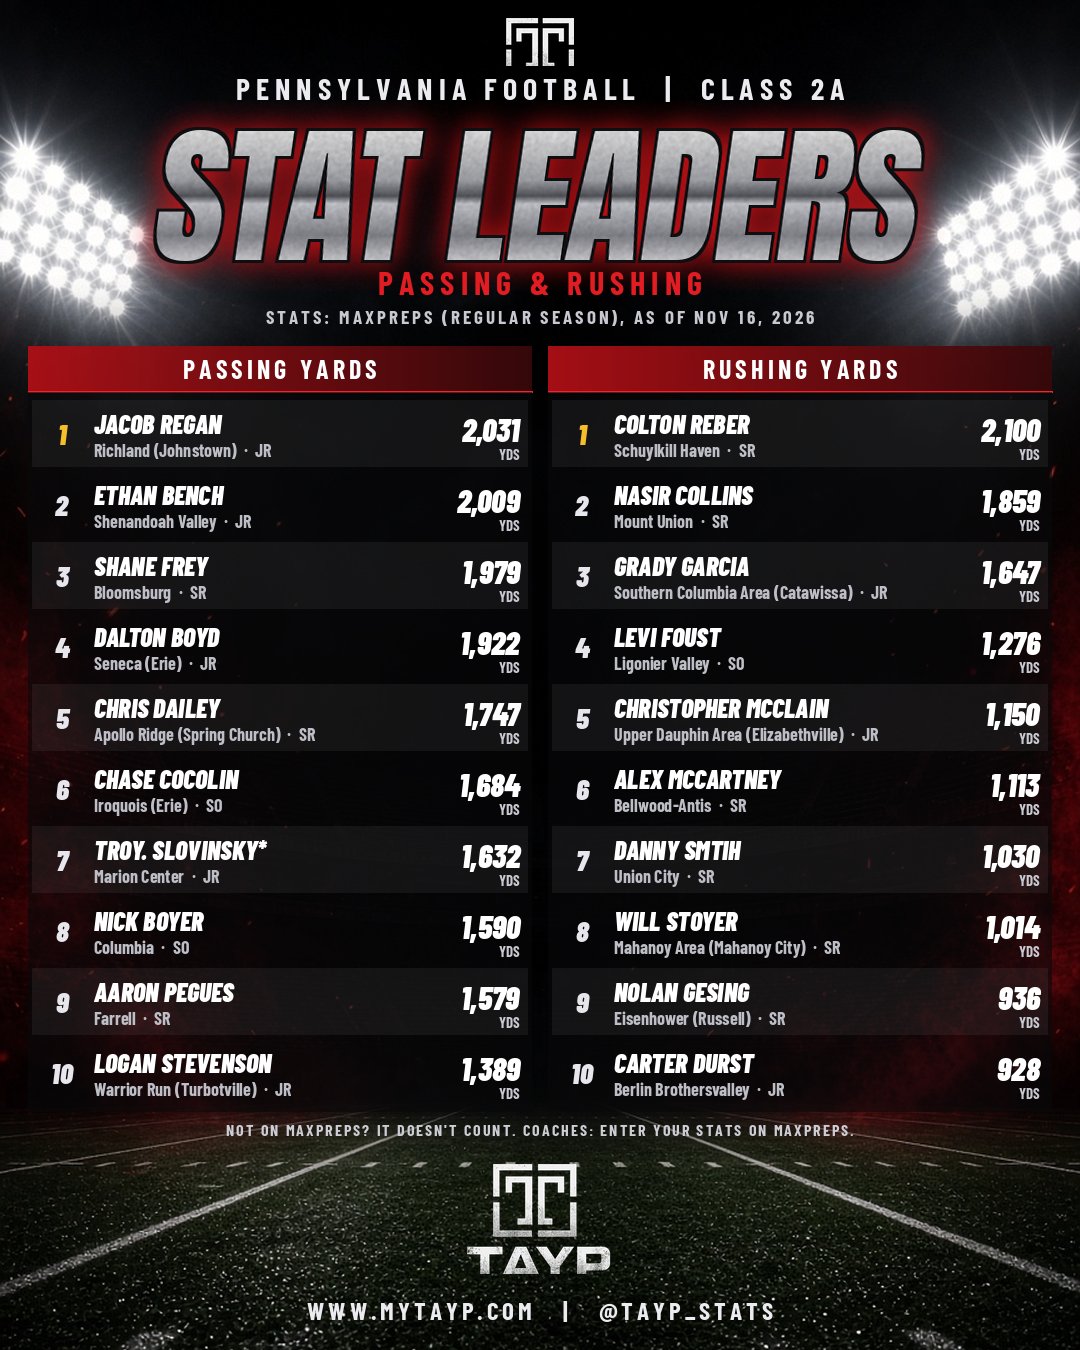 PENNSYLVANIA FOOTBALL | CLASS 2A
STAT LEADERS
PASSING & RUSHING
STATS: MAXPREPS (REGULAR SEASON), AS OF NOV 16, 2026
PASSING YARDS
1 JACOB REGAN 2,031
Richland (Johnstown) · JR YDS
2 ETHAN BENCH 2,009
Shenandoah Valley · JR YDS
3 SHANE FREY 1,979
Bloomsburg · SR YDS
4 DALTON BOYD 1,922
Seneca (Erie) · JR YDS
5 CHRIS DAILEY 1,747
Apollo Ridge (Spring Church) · SR YDS
6 CHASE COCOLIN 1,684
Iroquois (Erie) · SO YDS
7 TROY. SLOVINSKY* 1,632
Marion Center · JR YDS
8 NICK BOYER 1,590
Columbia · SO YDS
9 AARON PEGUES 1,579
Farrell · SR YDS
10 LOGAN STEVENSON 1,389
Warrior Run (Turbotville) · JR YDS
RUSHING YARDS
1 COLTON REBER 2,100
Schuylkill Haven · SR YDS
2 NASIR COLLINS 1,859
Mount Union · SR YDS
3 GRADY GARCIA 1,647
Southern Columbia Area (Catawissa) · JR YDS
4 LEVI FOUST 1,276
Ligonier Valley · SO YDS
5 CHRISTOPHER MCCLAIN 1,150
Upper Dauphin Area (Elizabethville) · JR YDS
6 ALEX MCCARTNEY 1,113
Bellwood-Antis · SR YDS
7 DANNY SMTIH 1,030
Union City · SR YDS
8 WILL STOYER 1,014
Mahanoy Area (Mahanoy City) · SR YDS
9 NOLAN GESING 936
Eisenhower (Russell) · SR YDS
10 CARTER DURST 928
Berlin Brothersvalley · JR YDS
NOT ON MAXPREPS? IT DOESN'T COUNT. COACHES: ENTER YOUR STATS ON MAXPREPS.
TAYP
WWW.MYTAYP.COM | @TAYP_STATS